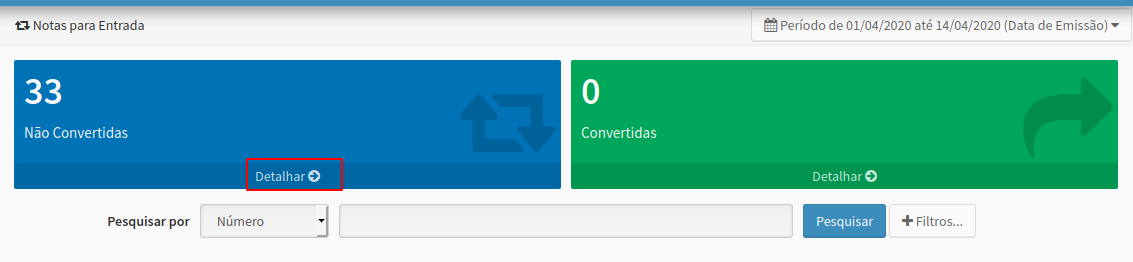 Notas para Entrada
Período de 01/04/2020 até 14/04/2020 (Data de Emissão)
33
Não Convertidas
Detalhar
0
Convertidas
Detalhar
Pesquisar por Número Pesquisar Filtros...